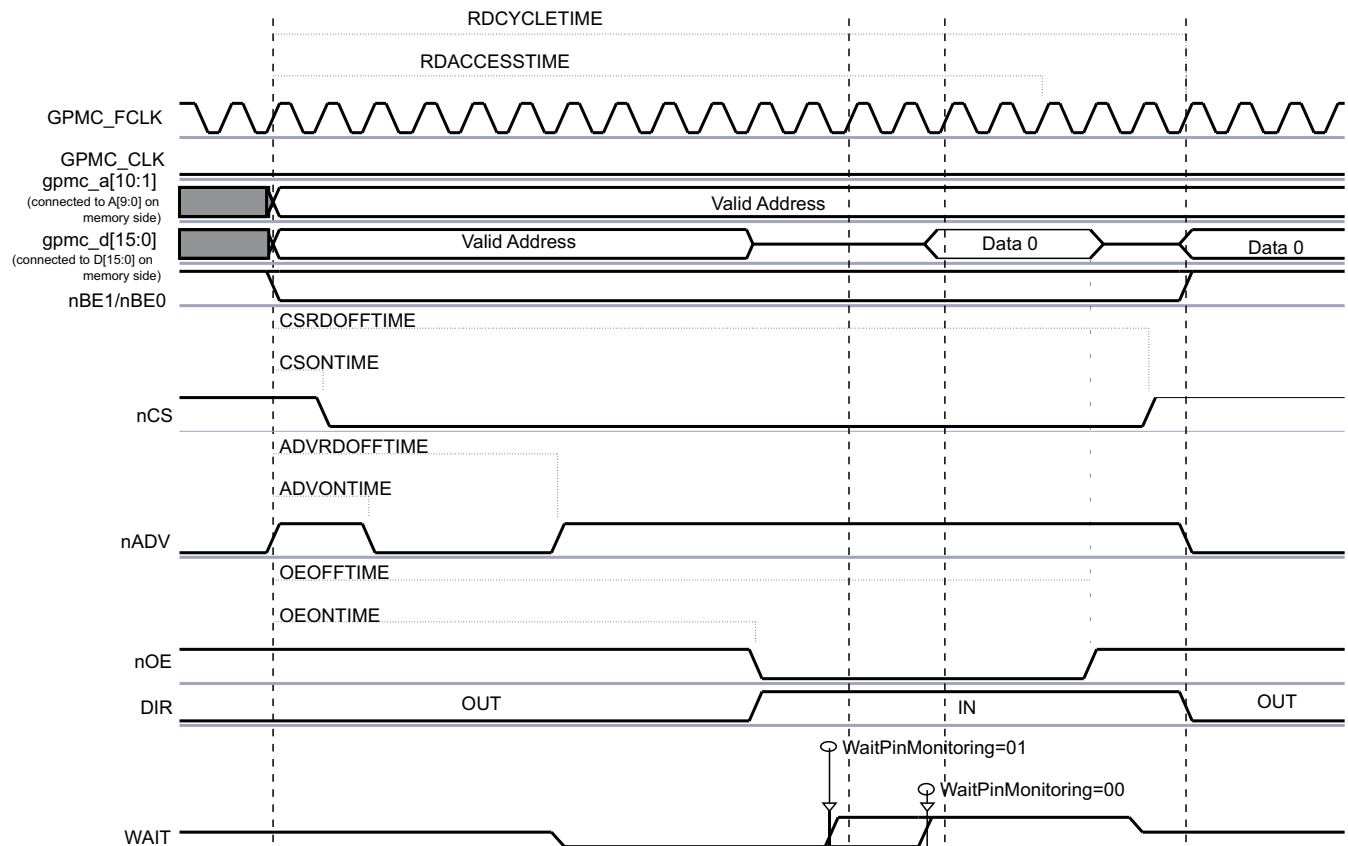 RDCYCLETIME
RDACCESSTIME
GPMC_FCLK
GPMC_CLK
gpmc_a[10:1]
(connected to A[9:0] on
memory side)
Valid Address
gpmc_d[15:0]
(connected to D[15:0] on
memory side)
Valid Address
Data 0
Data 0
nBE1/nBE0
CSRDOFFTIME
CSONTIME
nCS
ADVRDOFFTIME
ADVONTIME
nADV
OEOFFTIME
OEONTIME
nOE
DIR
OUT
IN
OUT
WaitPinMonitoring=01
WaitPinMonitoring=00
WAIT